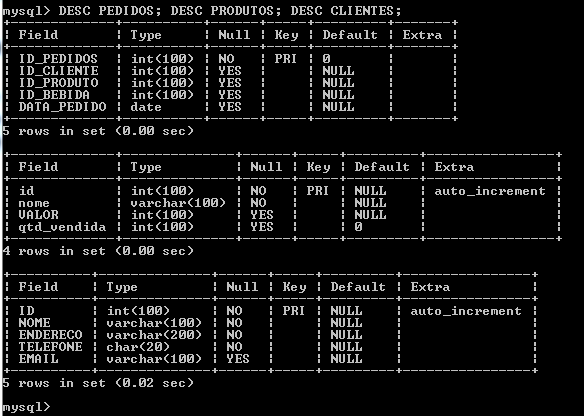 mysql> DESC PEDIDOS; DESC PRODUTOS; DESC CLIENTES;
+-------------+----------+------+-----+---------+-------+
| Field       | Type     | Null | Key | Default | Extra |
+-------------+----------+------+-----+---------+-------+
| ID_PEDIDOS  | int(100) | NO   | PRI | 0       |       |
| ID_CLIENTE  | int(100) | YES  |     | NULL    |       |
| ID_PRODUTO  | int(100) | YES  |     | NULL    |       |
| ID_BEBIDA   | int(100) | YES  |     | NULL    |       |
| DATA_PEDIDO | date     | YES  |     | NULL    |       |
+-------------+----------+------+-----+---------+-------+
5 rows in set (0.00 sec)
+-------------+--------------+------+-----+---------+----------------+
| Field       | Type         | Null | Key | Default | Extra          |
+-------------+--------------+------+-----+---------+----------------+
| id          | int(100)     | NO   | PRI | NULL    | auto_increment |
| nome        | varchar(100) | NO   |     | NULL    |                |
| VALOR       | int(100)     | YES  |     | NULL    |                |
| qtd_vendida | int(100)     | YES  |     | 0       |                |
+-------------+--------------+------+-----+---------+----------------+
4 rows in set (0.00 sec)
+----------+--------------+------+-----+---------+----------------+
| Field    | Type         | Null | Key | Default | Extra          |
+----------+--------------+------+-----+---------+----------------+
| ID       | int(100)     | NO   | PRI | NULL    | auto_increment |
| NOME     | varchar(100) | NO   |     | NULL    |                |
| ENDERECO | varchar(200) | NO   |     | NULL    |                |
| TELEFONE | char(20)     | NO   |     | NULL    |                |
| EMAIL    | varchar(100) | YES  |     | NULL    |                |
+----------+--------------+------+-----+---------+----------------+
5 rows in set (0.02 sec)
mysql>